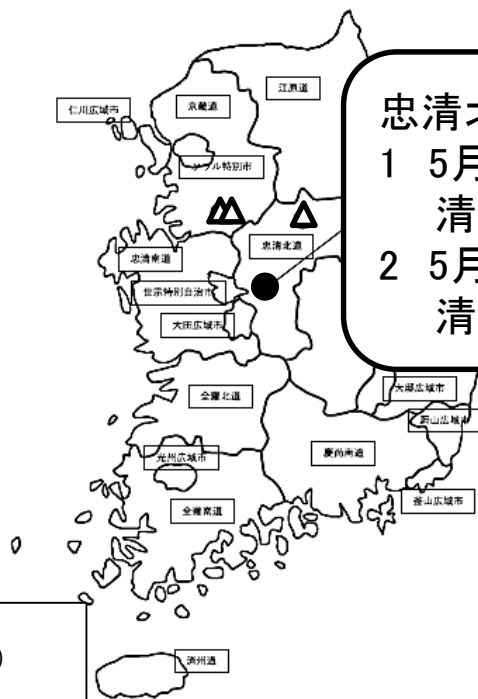 江原道
京畿道
仁川広域市
ソウル特別市
忠清
1 5月
清
2 5月
清
忠清北道
忠清南道
世宗特別自治市
大田広域市
大邱広域市
全羅北道
蔚山広域市
慶尚南道
光州広域市
釜山広域市
全羅南道
)
済州道